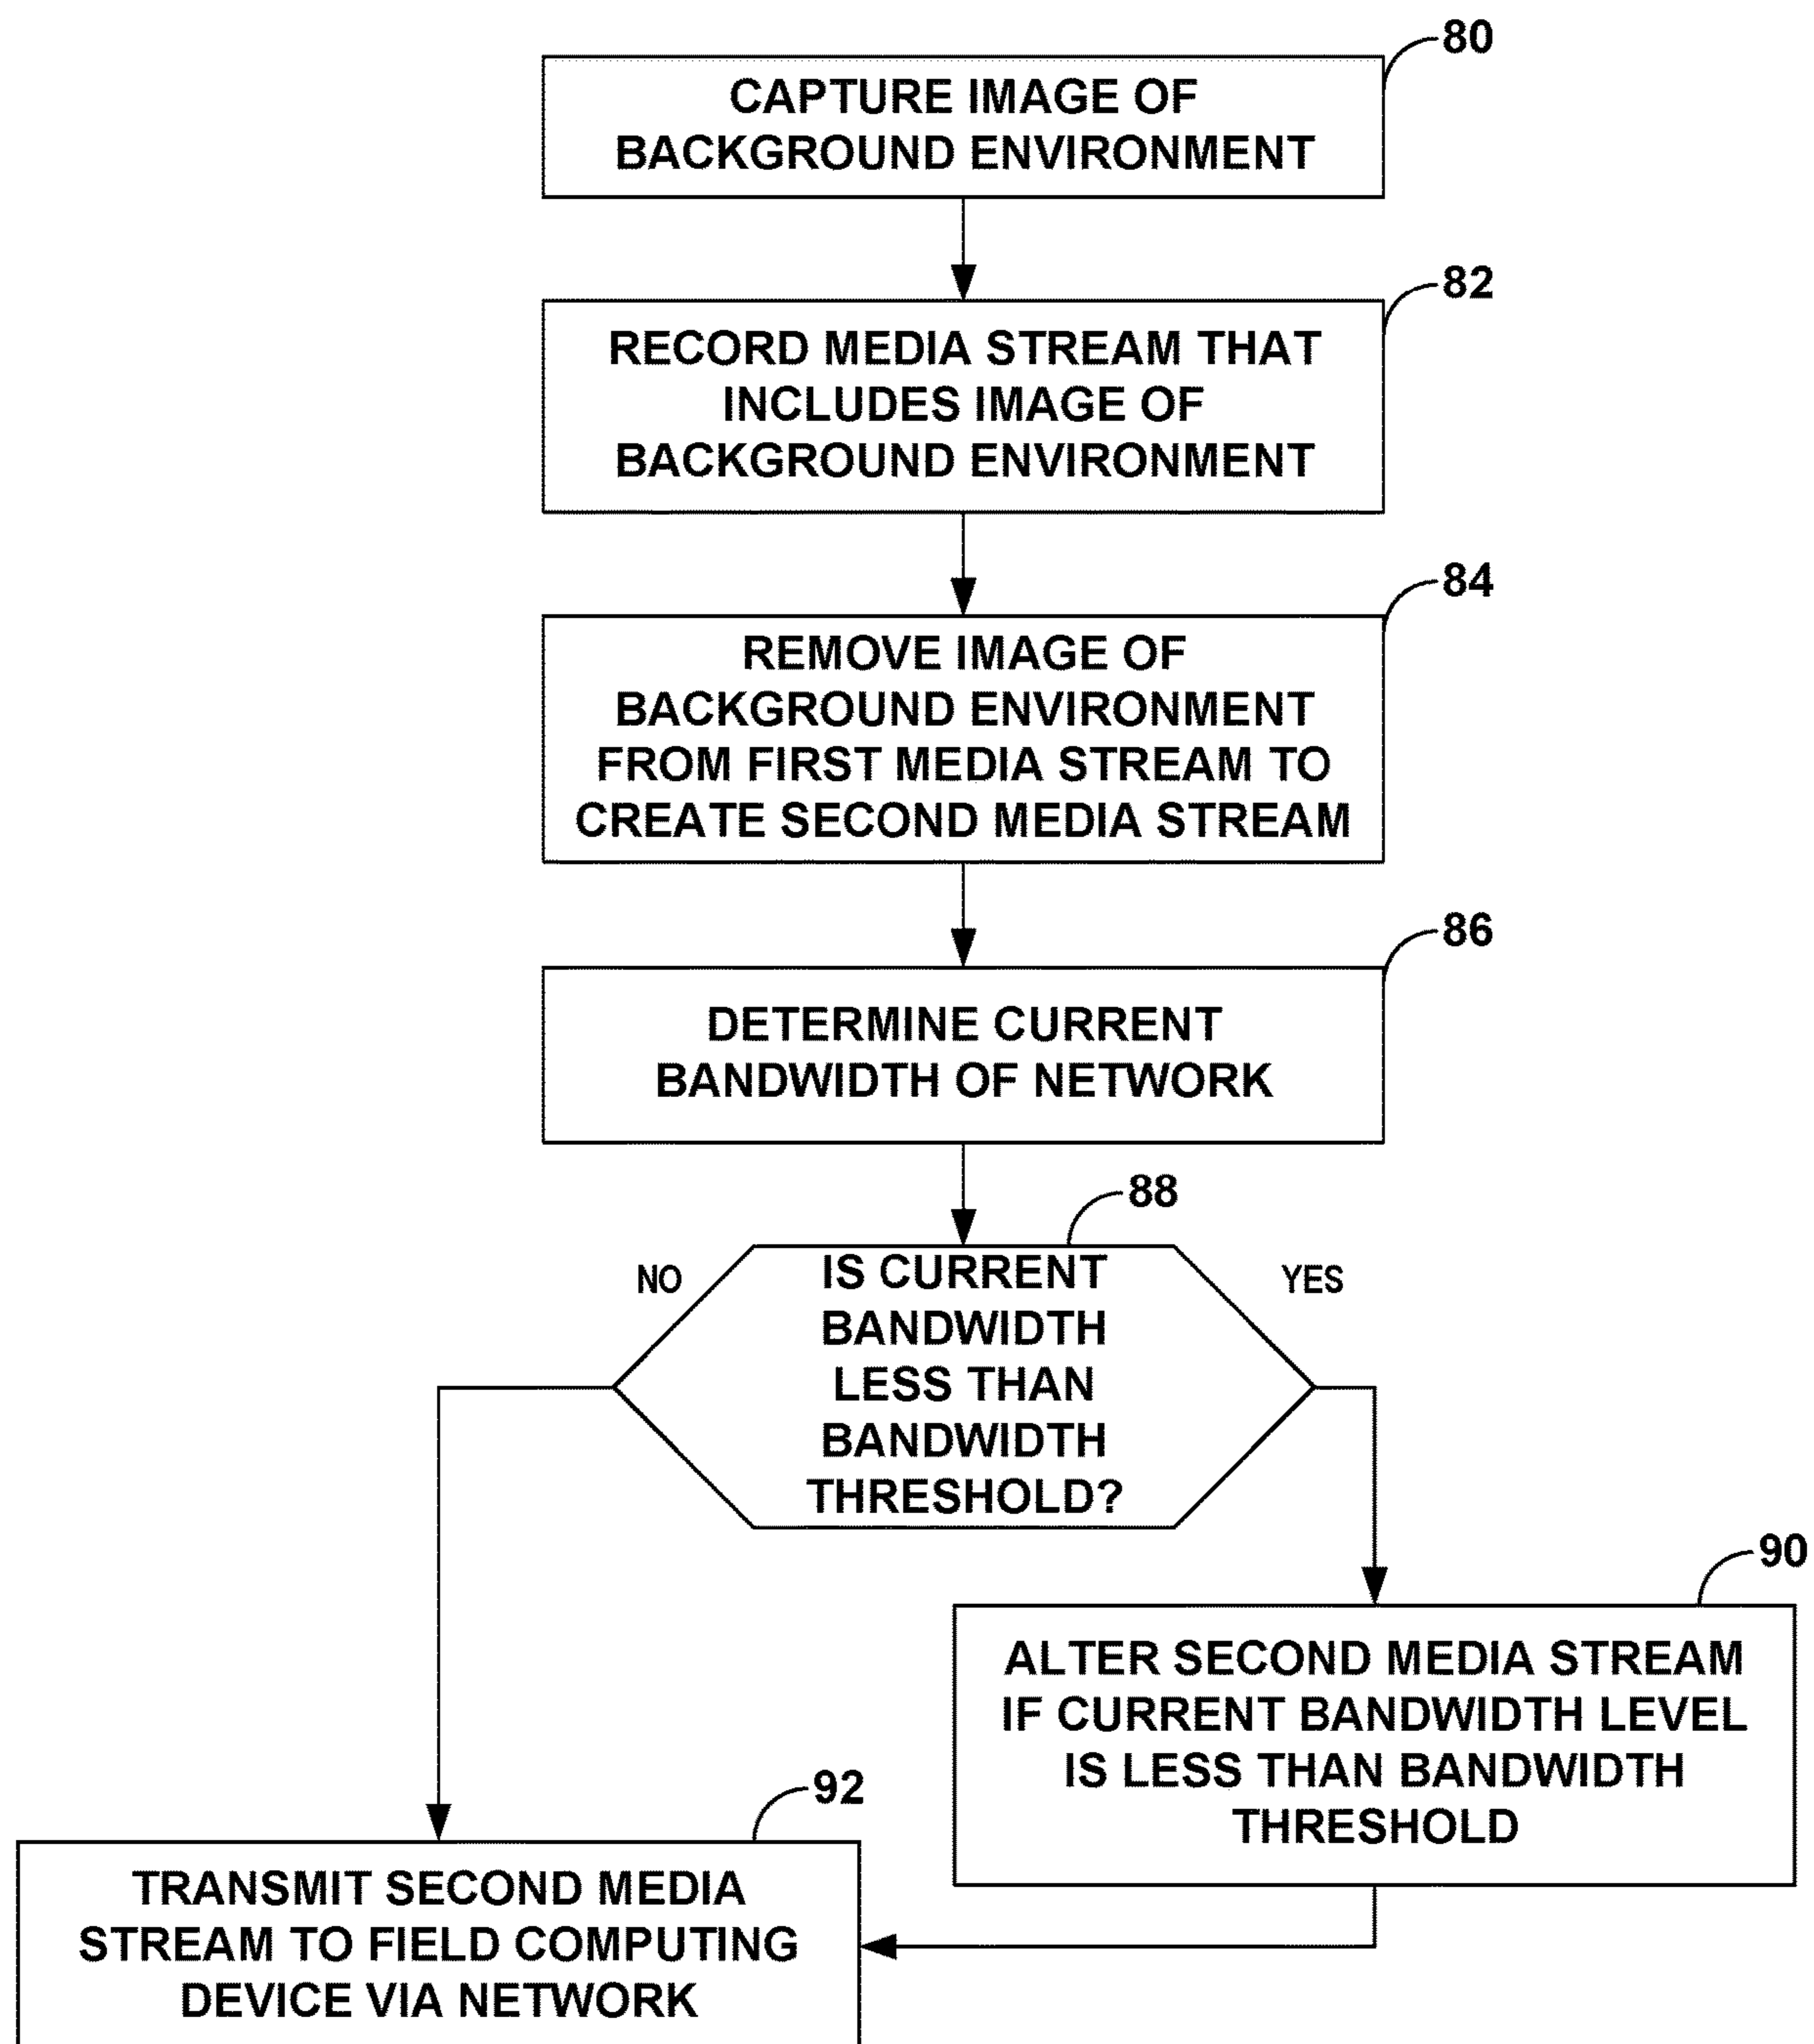 80
CAPTURE IMAGE OF
BACKGROUND ENVIRONMENT
82
RECORD MEDIA STREAM THAT
INCLUDES IMAGE OF
BACKGROUND ENVIRONMENT
84
REMOVE IMAGE OF
BACKGROUND ENVIRONMENT
FROM FIRST MEDIA STREAM TO
CREATE SECOND MEDIA STREAM
86
DETERMINE CURRENT
BANDWIDTH OF NETWORK
88
NO
YES
IS CURRENT
BANDWIDTH
LESS THAN
BANDWIDTH
THRESHOLD?
90
ALTER SECOND MEDIA STREAM
IF CURRENT BANDWIDTH LEVEL
IS LESS THAN BANDWIDTH
THRESHOLD
92
TRANSMIT SECOND MEDIA
STREAM TO FIELD COMPUTING
DEVICE VIA NETWORK